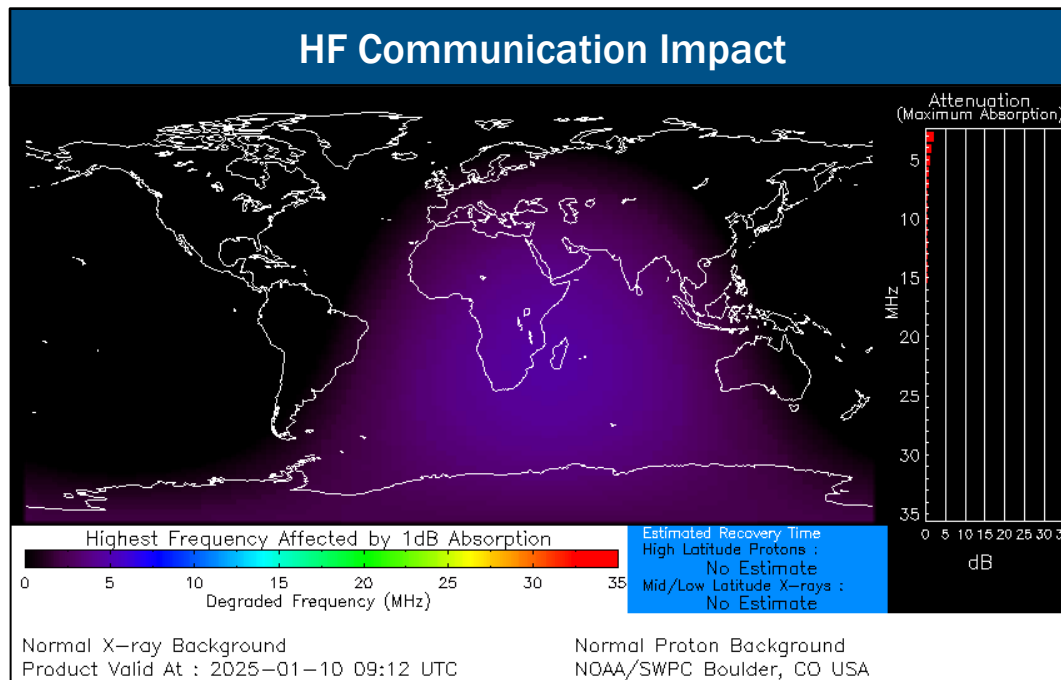 HF Communication Impact
Attenuation
(Maximum Absorption)
5
10
15
20
25
30
35
MHz
0 5 10 15 20 25 30
dB
Highest Frequency Affected by 1dB Absorption
0 5 10 15 20 25 30 35
Degraded Frequency (MHz)
Estimated Recovery Time
High Latitude Protons :
No Estimate
Mid/Low Latitude X-rays :
No Estimate
Normal X-ray Background
Product Valid At : 2025-01-10 09:12 UTC
Normal Proton Background
NOAA/SWPC Boulder, CO USA